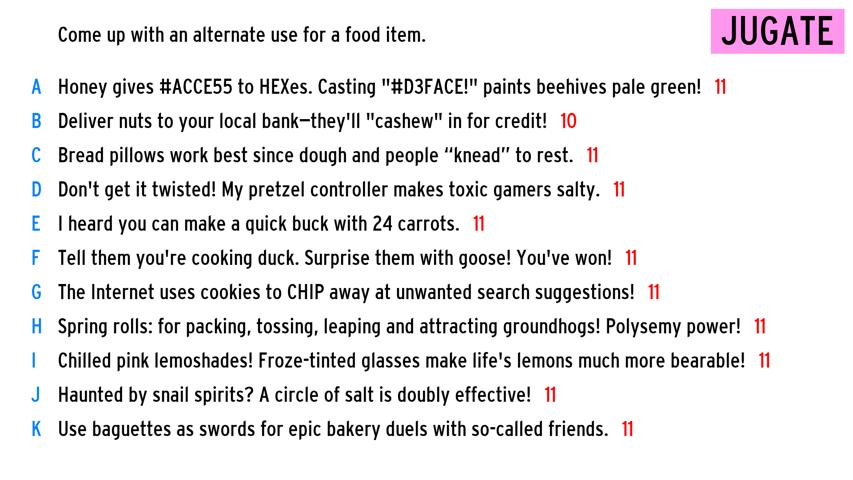 Come up with an alternate use for a food item.
JUGATE
A Honey gives #ACCE55 to HEXes. Casting "#D3FACE!" paints beehives pale green! 11
B Deliver nuts to your local bank—they'll "cashew" in for credit! 10
C Bread pillows work best since dough and people “knead” to rest. 11
D Don't get it twisted! My pretzel controller makes toxic gamers salty. 11
E I heard you can make a quick buck with 24 carrots. 11
F Tell them you're cooking duck. Surprise them with goose! You've won! 11
G The Internet uses cookies to CHIP away at unwanted search suggestions! 11
H Spring rolls: for packing, tossing, leaping and attracting groundhogs! Polysemy power! 11
I Chilled pink lemoshades! Froze-tinted glasses make life's lemons much more bearable! 11
J Haunted by snail spirits? A circle of salt is doubly effective! 11
K Use baguettes as swords for epic bakery duels with so-called friends. 11